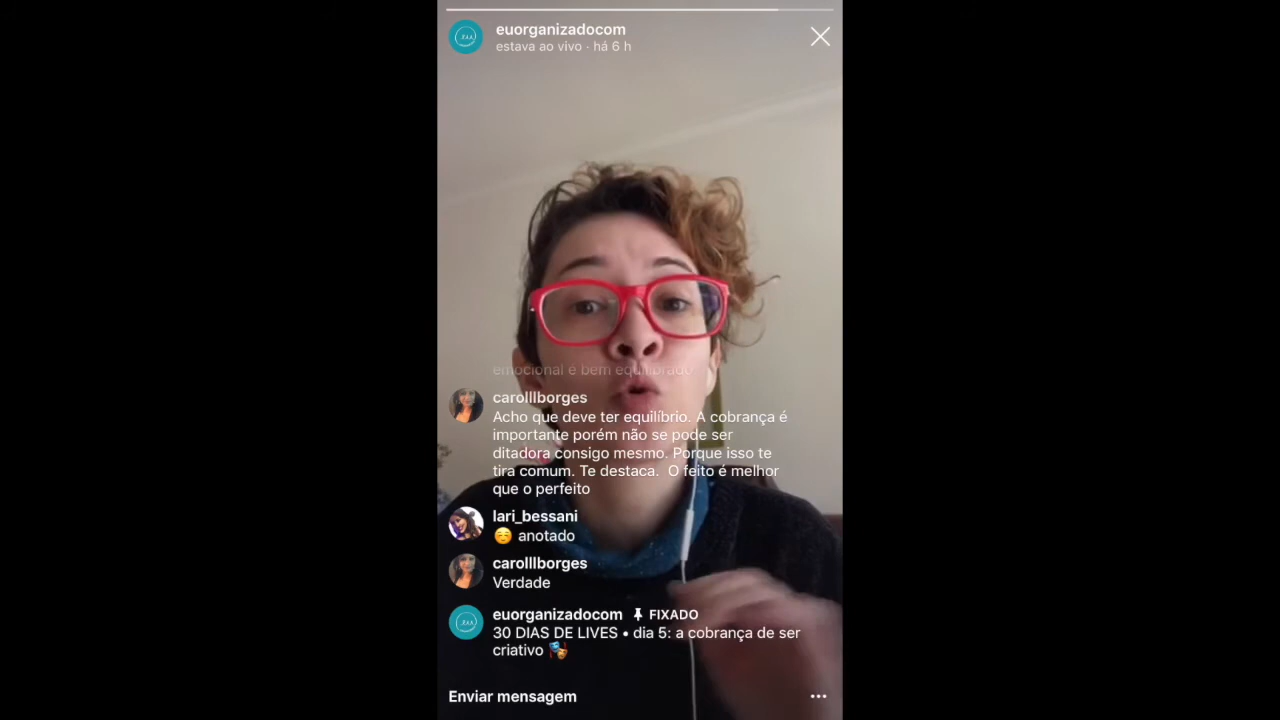 euorganizadocom
estava ao vivo · há 6 h
emocional é bem equilibrado
carolllborges
Acho que deve ter equilíbrio. A cobrança é
importante porém não se pode ser
ditadora consigo mesmo. Porque isso te
tira comum. Te destaca. O feito é melhor
que o perfeito
lari_bessani
☺️ anotado
carolllborges
Verdade
euorganizadocom FIXADO
30 DIAS DE LIVES • dia 5: a cobrança de ser
criativo 🎭
Enviar mensagem